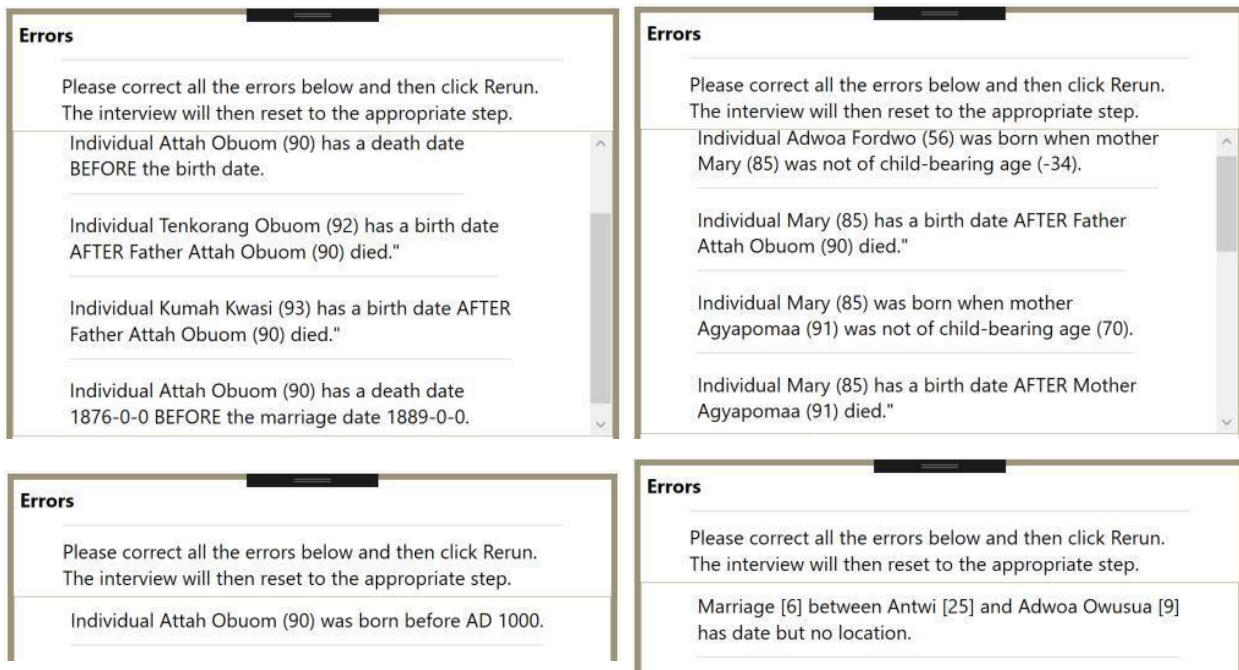 Errors
Please correct all the errors below and then click Rerun.
The interview will then reset to the appropriate step.
Individual Attah Obuom (90) has a death date
BEFORE the birth date.
Individual Tenkorang Obuom (92) has a birth date
AFTER Father Attah Obuom (90) died."
Individual Kumah Kwasi (93) has a birth date AFTER
Father Attah Obuom (90) died."
Individual Attah Obuom (90) has a death date
1876-0-0 BEFORE the marriage date 1889-0-0.
Errors
Please correct all the errors below and then click Rerun.
The interview will then reset to the appropriate step.
Individual Adwoa Fordwo (56) was born when mother
Mary (85) was not of child-bearing age (-34).
Individual Mary (85) has a birth date AFTER Father
Attah Obuom (90) died."
Individual Mary (85) was born when mother
Agyapomaa (91) was not of child-bearing age (70).
Individual Mary (85) has a birth date AFTER Mother
Agyapomaa (91) died."
Errors
Please correct all the errors below and then click Rerun.
The interview will then reset to the appropriate step.
Individual Attah Obuom (90) was born before AD 1000.
Errors
Please correct all the errors below and then click Rerun.
The interview will then reset to the appropriate step.
Marriage [6] between Antwi [25] and Adwoa Owusua [9]
has date but no location.